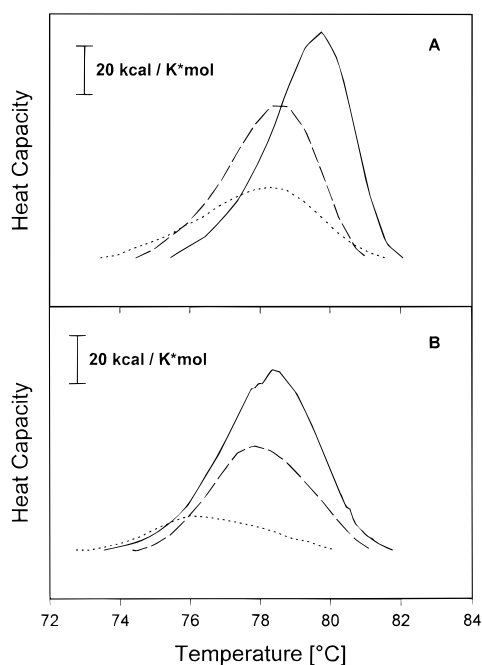 A
20 kcal / K*mol
Heat Capacity
B
20 kcal / K*mol
Heat Capacity
72 74 76 78 80 82 84
Temperature [°C]